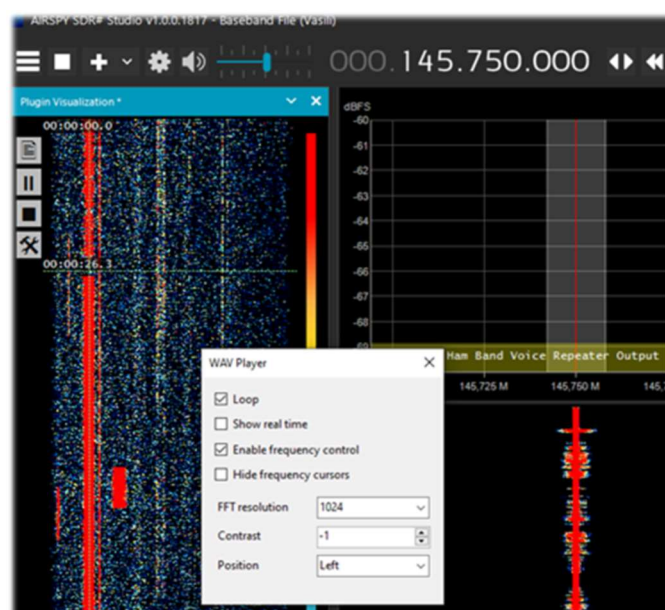 AIRSPY SDR# Studio v1.0.0.1817 - Baseband File (Vasili)
000.145.750.000
Plugin Visualization *
00:00:00.0
00:00:26.3
dBFS
-60
-61
-62
-63
-64
-65
-66
-67
-68
-69
Ham Band Voice Repeater Output
145,725 M
145,750 M
145,7
WAV Player
Loop
Show real time
Enable frequency control
Hide frequency cursors
FFT resolution
1024
Contrast
-1
Position
Left